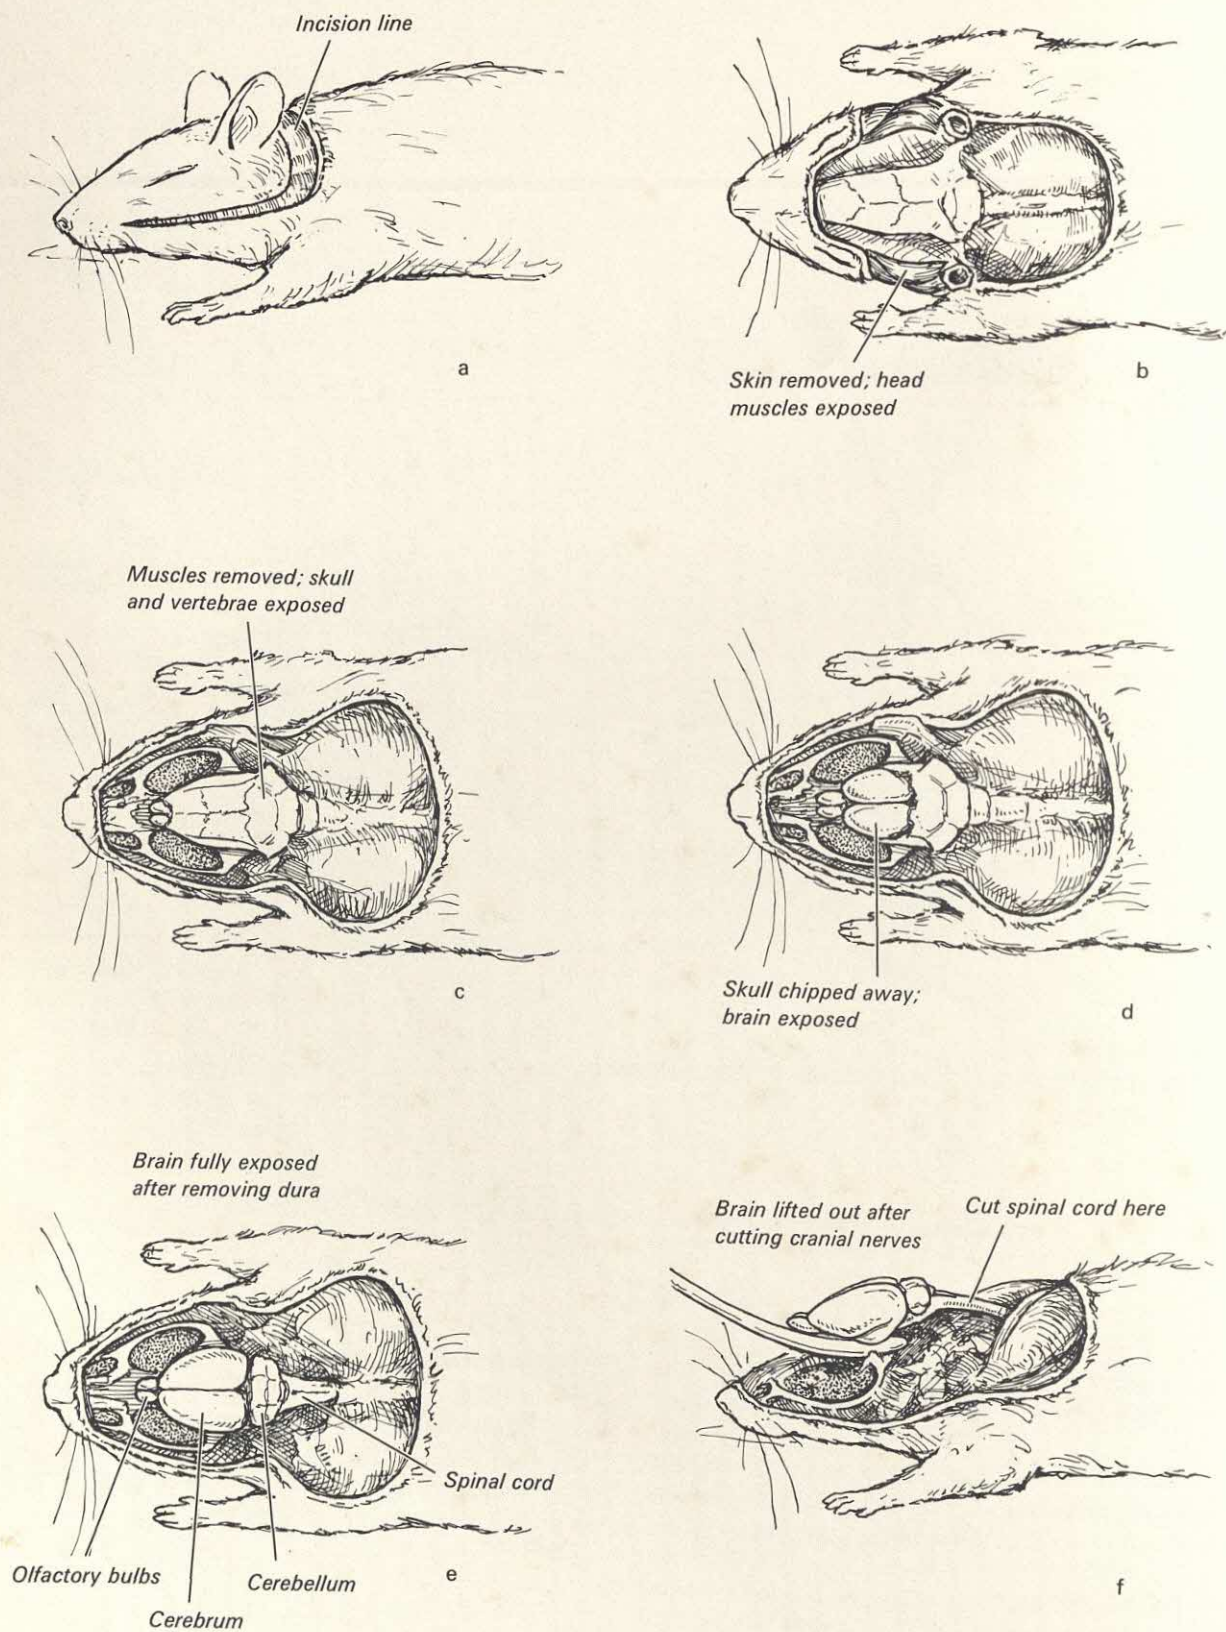 Incision line
a
Skin removed; head
muscles exposed
b
Muscles removed; skull
and vertebrae exposed
c
Skull chipped away;
brain exposed
d
Brain fully exposed
after removing dura
Spinal cord
Olfactory bulbs
Cerebellum
Cerebrum
e
Brain lifted out after
cutting cranial nerves
Cut spinal cord here
f